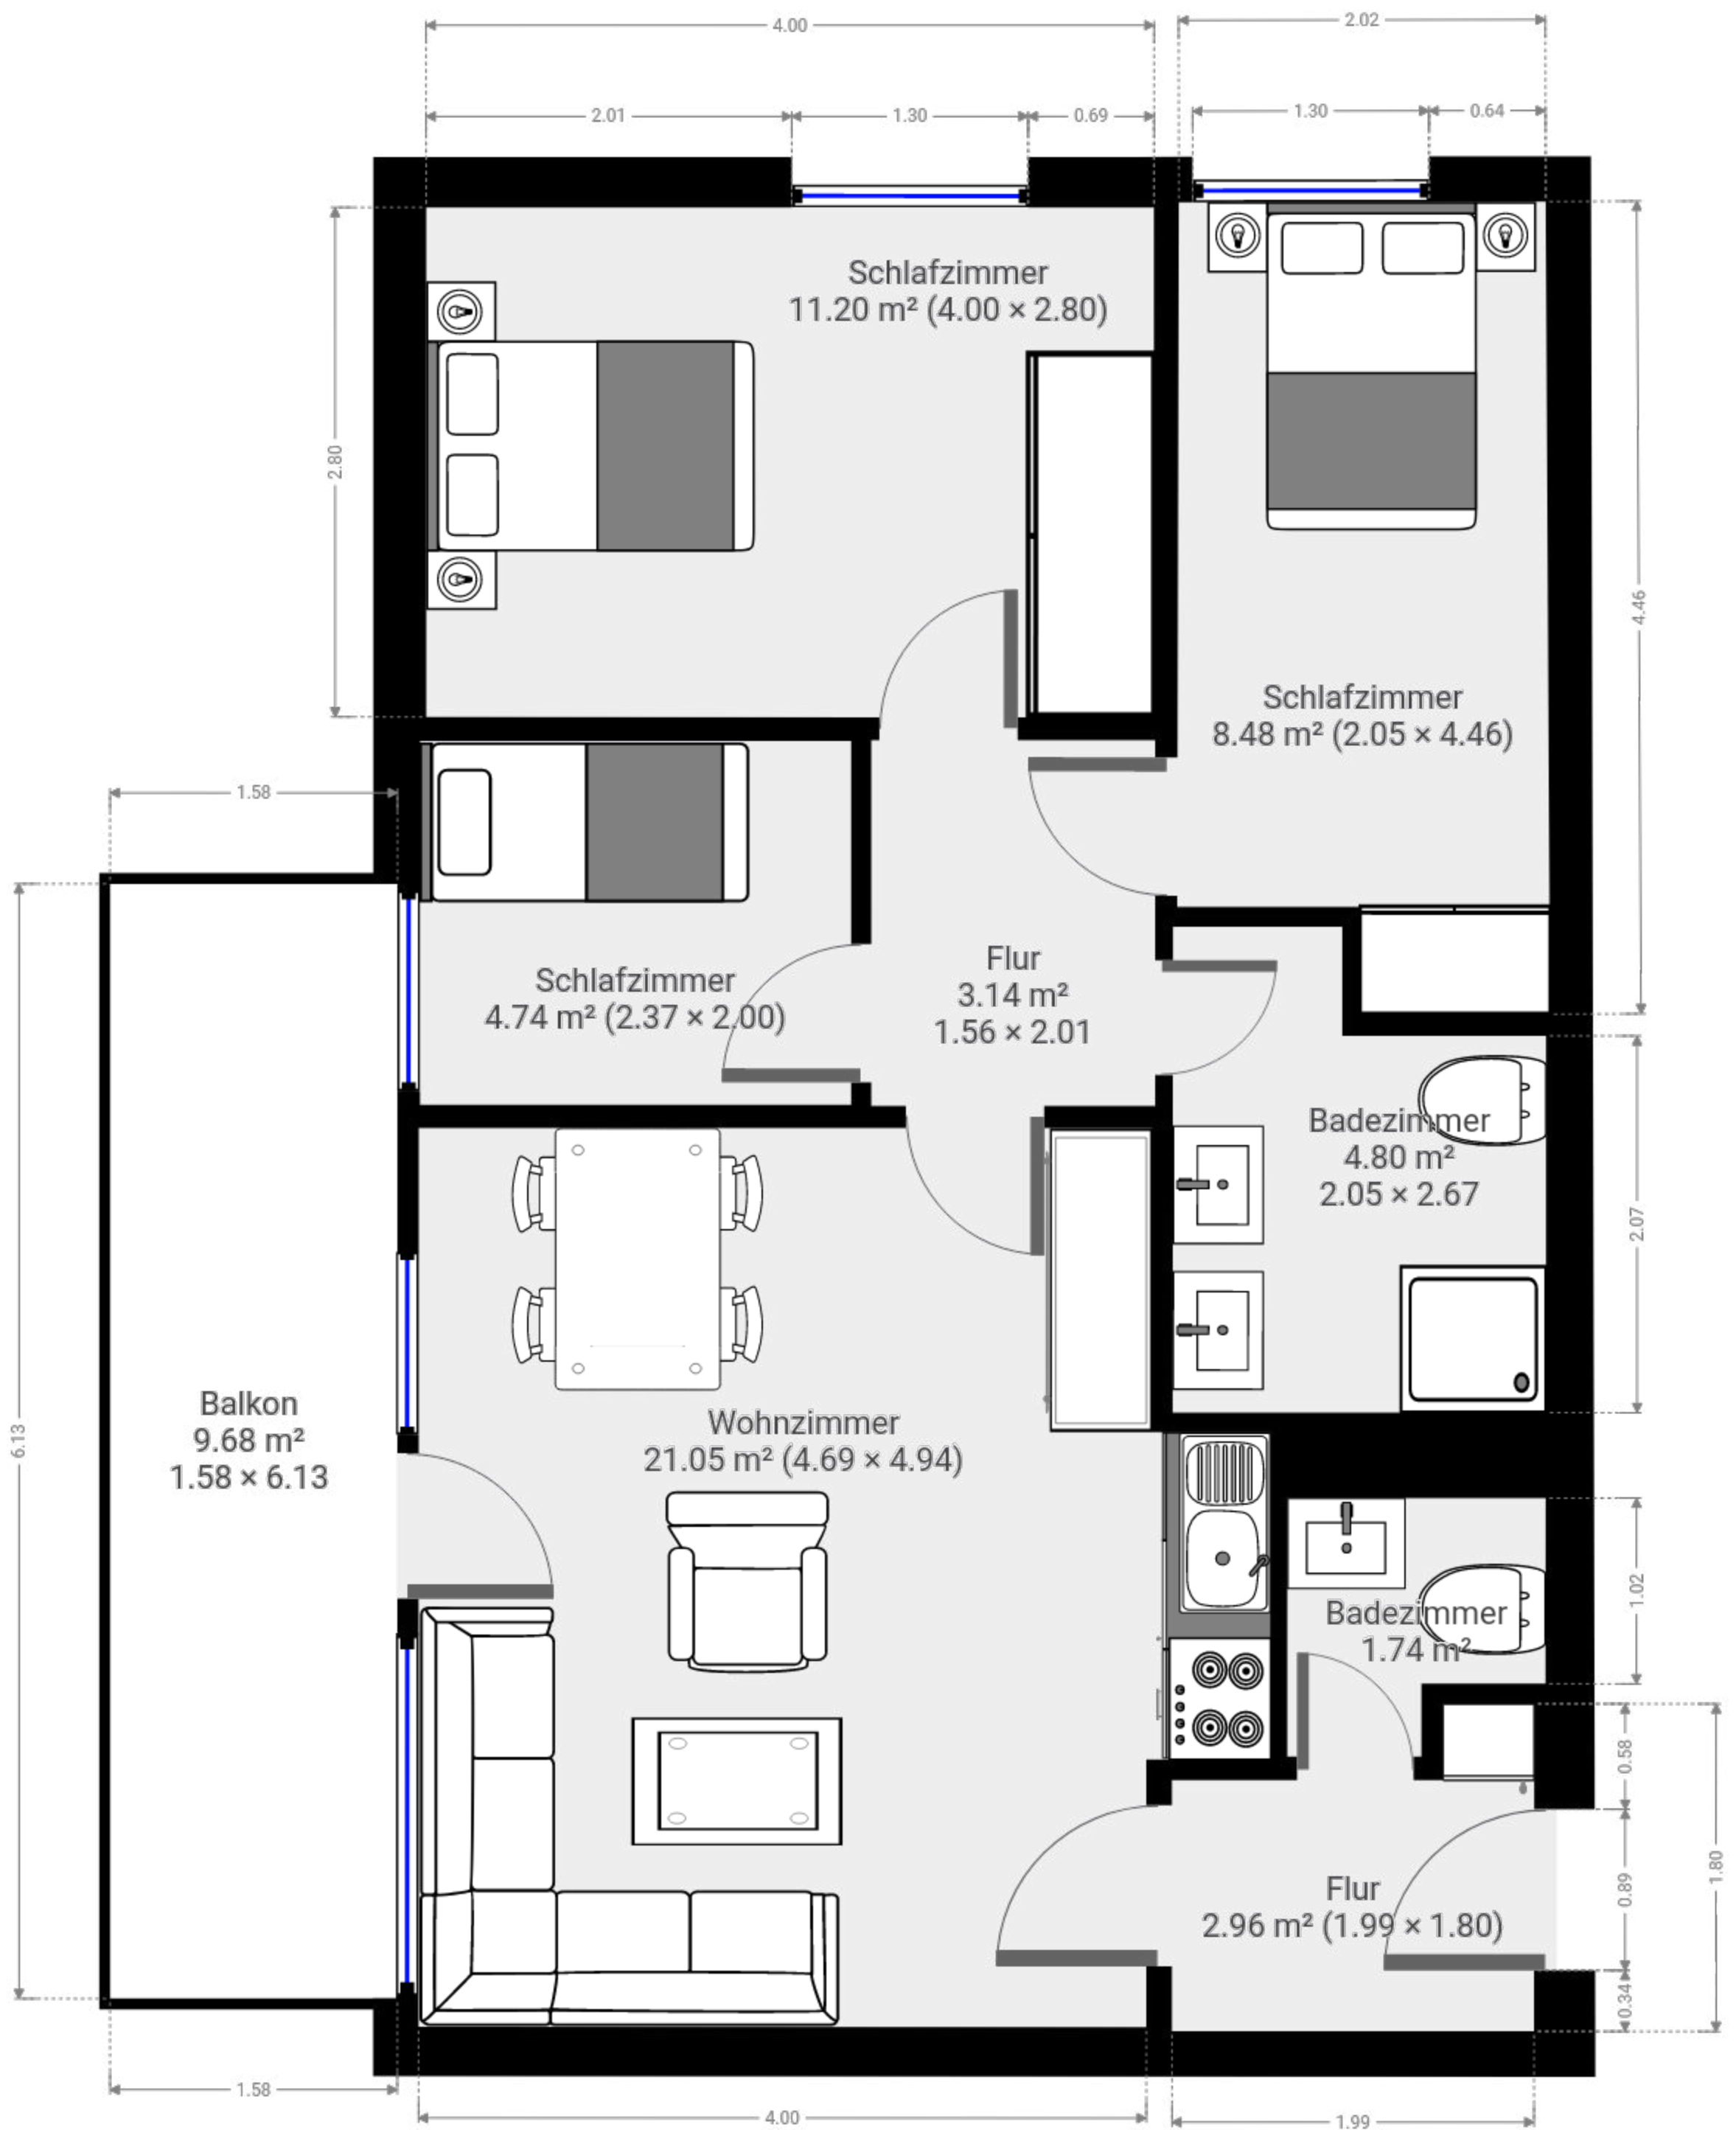 4.00
2.02
2.01
1.30
0.69
1.30
0.64
Schlafzimmer
11.20 m² (4.00 × 2.80)
2.80
4.46
Schlafzimmer
8.48 m² (2.05 × 4.46)
1.58
Schlafzimmer
4.74 m² (2.37 × 2.00)
Flur
3.14 m²
1.56 × 2.01
Badezimmer
4.80 m²
2.05 × 2.67
2.07
Balkon
9.68 m²
1.58 × 6.13
6.13
Wohnzimmer
21.05 m² (4.69 × 4.94)
Badezimmer
1.74 m²
1.02
0.58
1.80
0.89
Flur
2.96 m² (1.99 × 1.80)
0.34
1.58
4.00
1.99